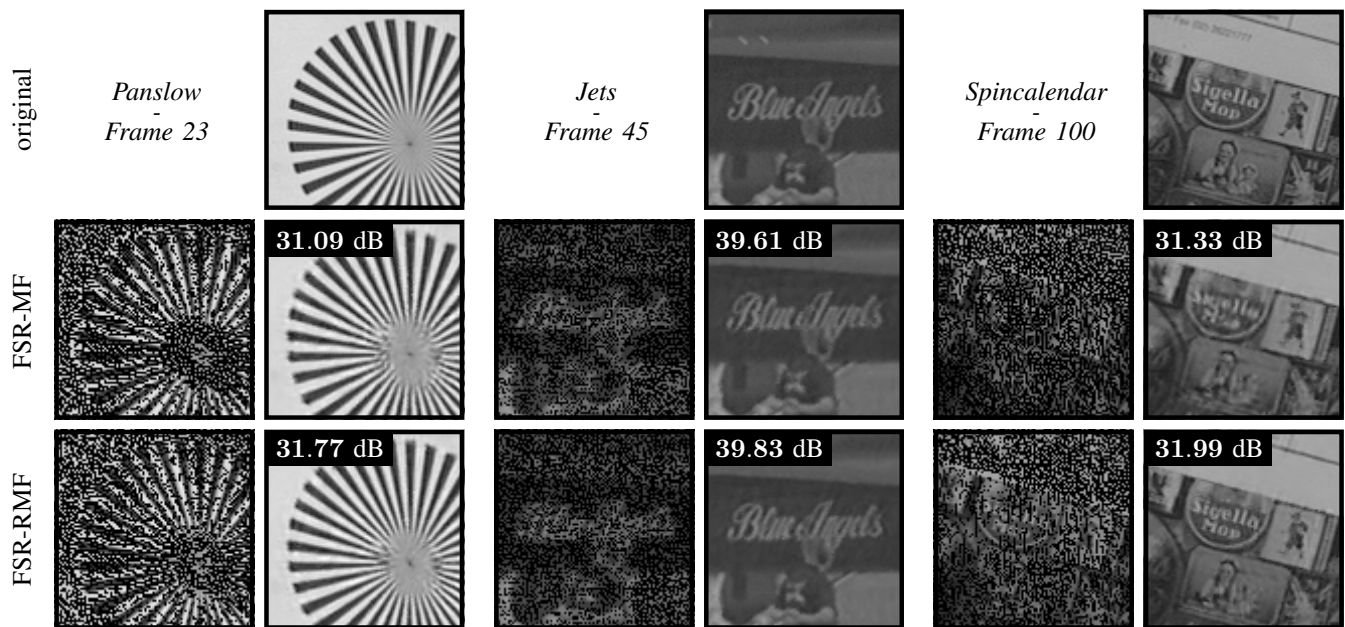 original
Panslow
-
Frame 23
Jets
-
Frame 45
Blue Angels
Spincalendar
-
Frame 100
Sigella
Mop
FSR-MF
31.09 dB
39.61 dB
Blue Angels
31.33 dB
FSR-RMF
31.77 dB
39.83 dB
Blue Angels
31.99 dB
Sigella
Mop